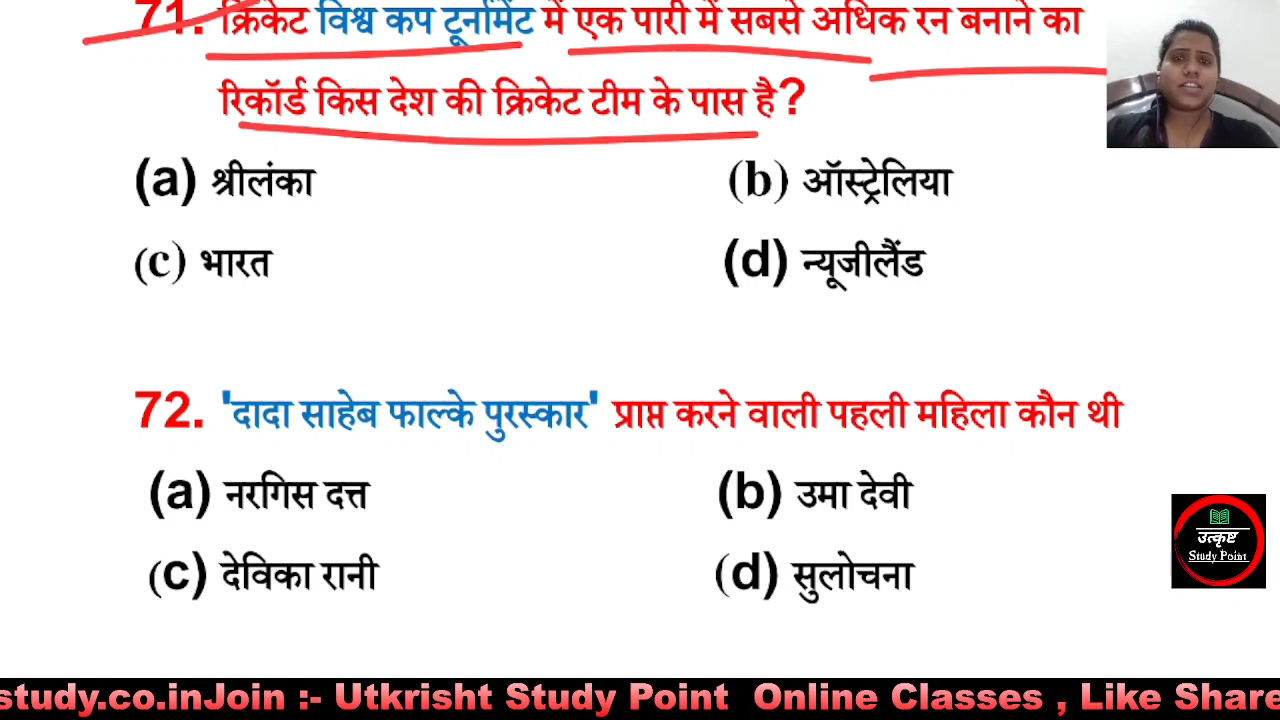 71. क्रिकेट विश्व कप टूर्नामेंट में एक पारी में सबसे अधिक रन बनाने का
रिकॉर्ड किस देश की क्रिकेट टीम के पास है?
(a) श्रीलंका
(b) ऑस्ट्रेलिया
(c) भारत
(d) न्यूजीलैंड
72. 'दादा साहेब फाल्के पुरस्कार' प्राप्त करने वाली पहली महिला कौन थी
(a) नरगिस दत्त
(b) उमा देवी
(c) देविका रानी
(d) सुलोचना
उत्कृष्ट
Study Point
study.co.inJoin :- Utkrisht Study Point Online Classes , Like Share